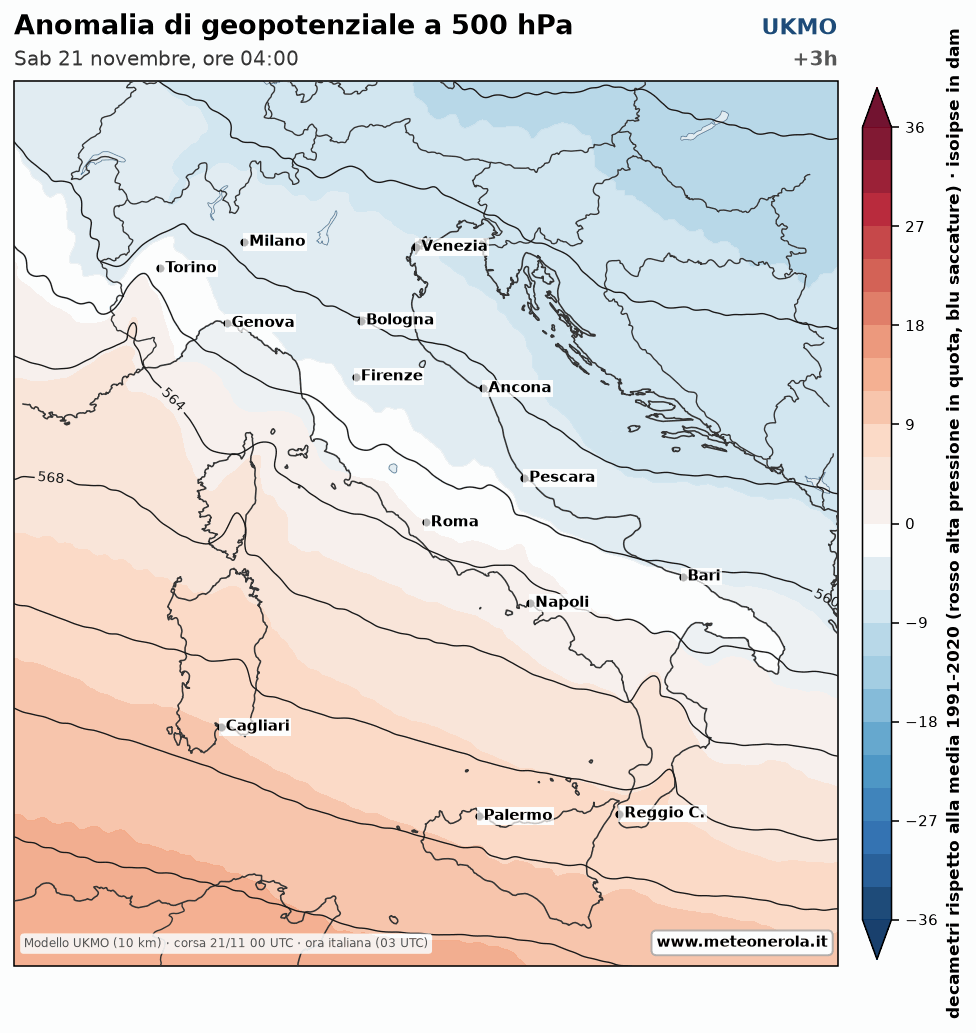 Anomalia di geopotenziale a 500 hPa
UKMO
Sab 21 novembre, ore 04:00
+3h
Milano
Venezia
Torino
Genova
Bologna
Firenze
Ancona
564
568
Pescara
Roma
Bari
560
Napoli
Cagliari
Palermo
Reggio C.
Modello UKMO (10 km) · corsa 21/11 00 UTC · ora italiana (03 UTC)
www.meteonerola.it
36
27
18
9
0
−9
−18
−27
−36
decametri rispetto alla media 1991-2020 (rosso alta pressione in quota, blu saccature) · isoipse in dam